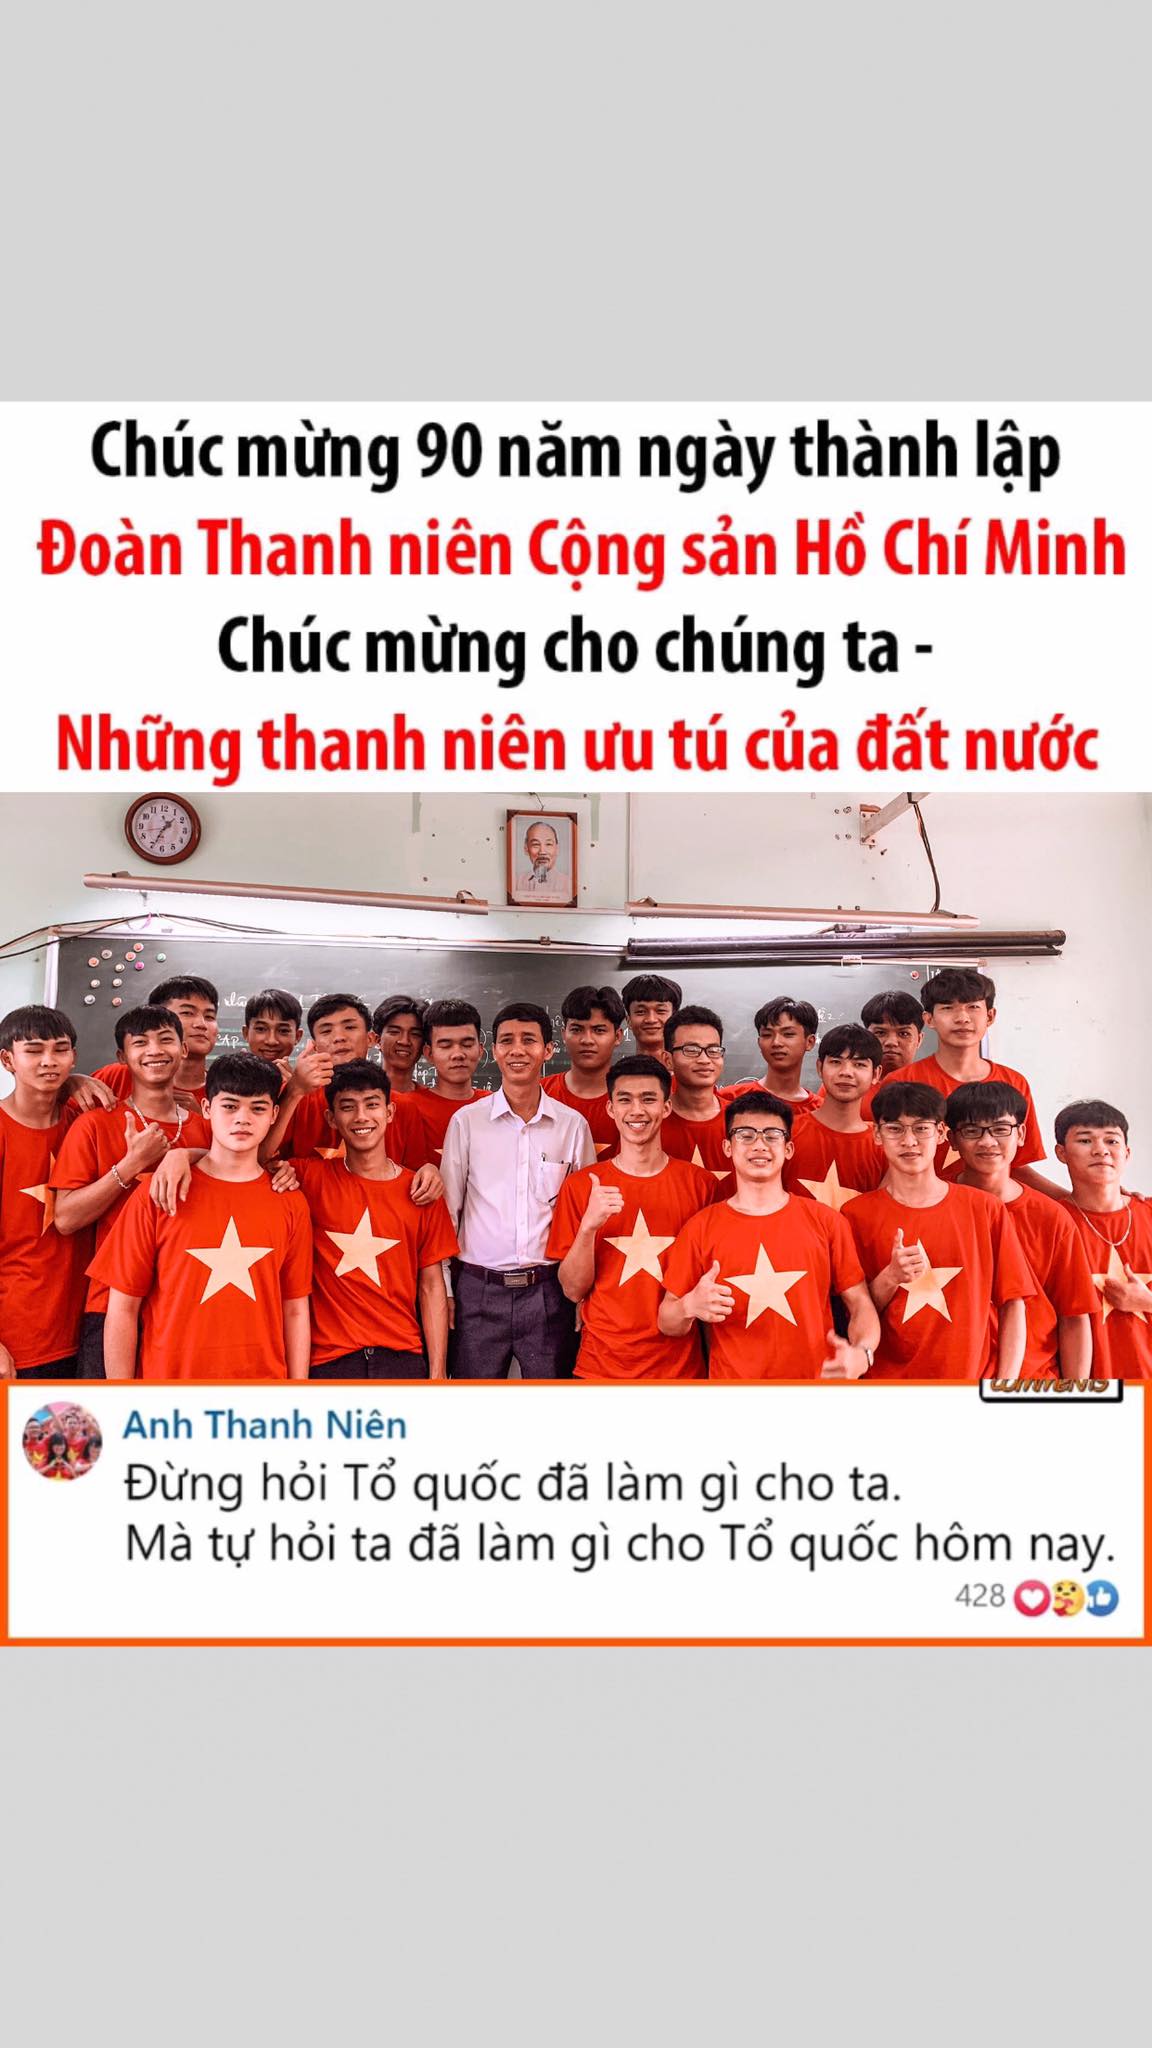 Chúc mừng 90 năm ngày thành lập
Đoàn Thanh niên Cộng sản Hồ Chí Minh
Chúc mừng cho chúng ta -
Những thanh niên ưu tú của đất nước
COMMENTS
Anh Thanh Niên
Đừng hỏi Tổ quốc đã làm gì cho ta.
Mà tự hỏi ta đã làm gì cho Tổ quốc hôm nay.
428